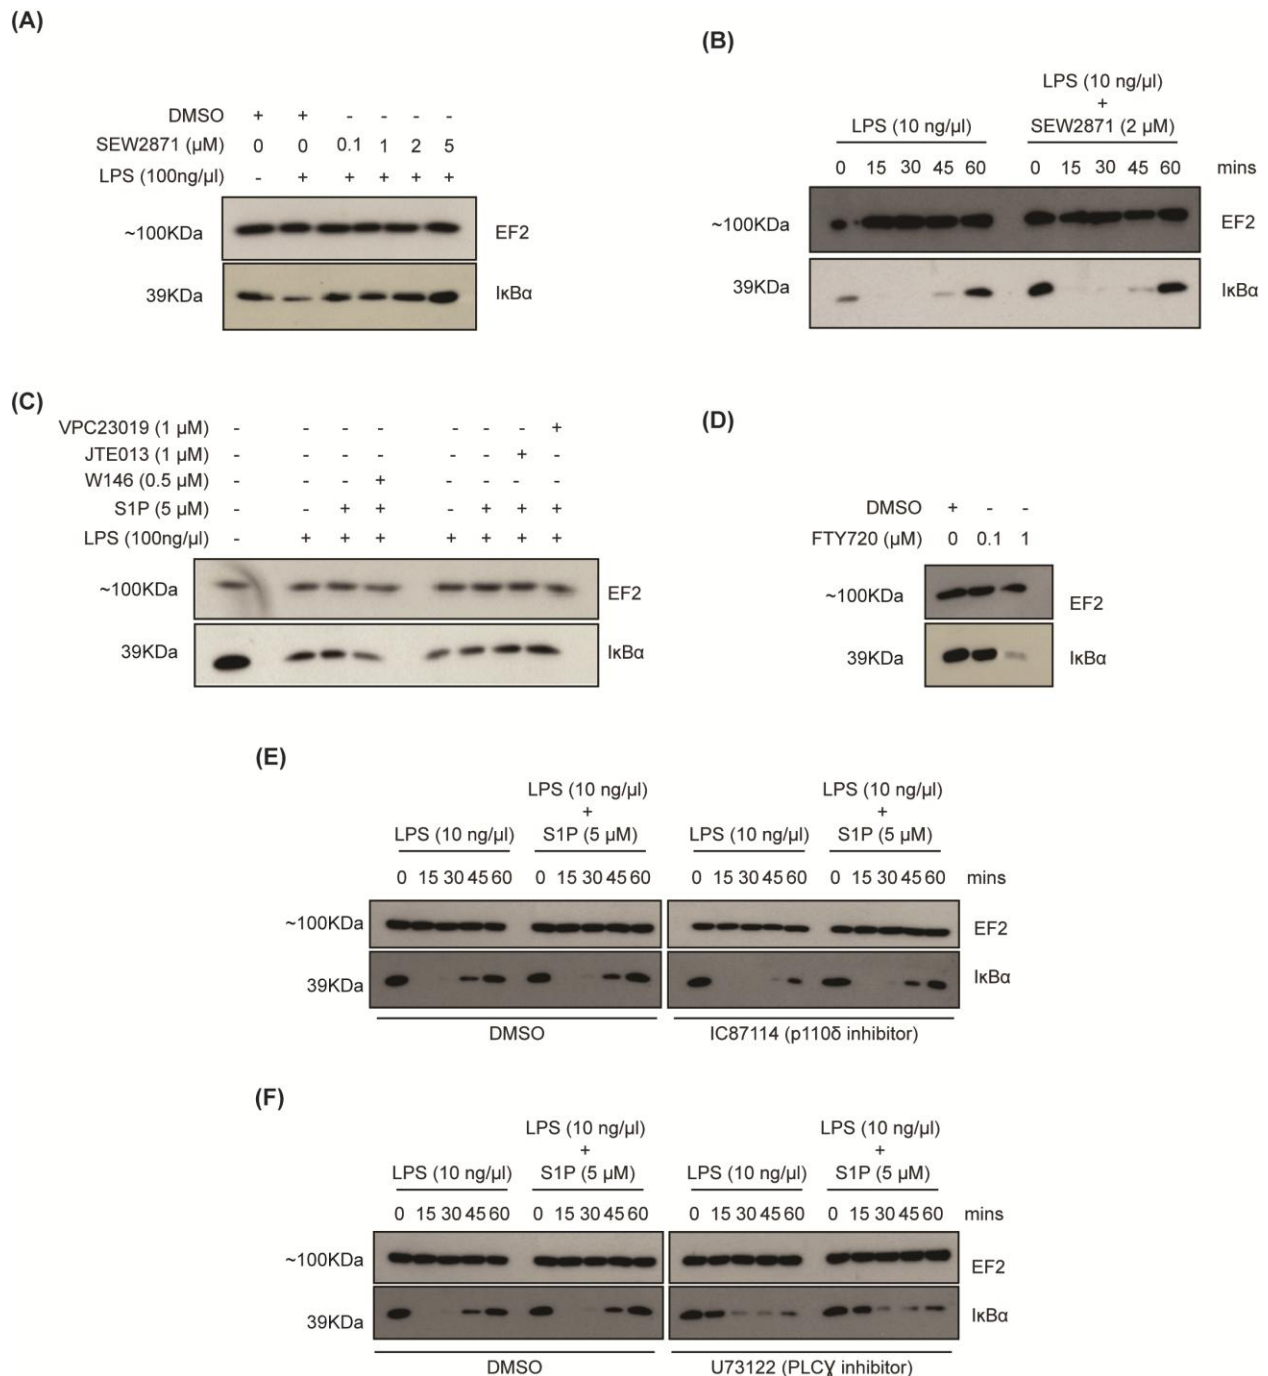 (A)
DMSO + + - - - -
SEW2871 (µM) 0 0 0.1 1 2 5
LPS (100ng/µl) - + + + + +
~100KDa EF2
39KDa IκBα
(B)
LPS (10 ng/µl)
+
LPS (10 ng/µl) SEW2871 (2 µM)
0 15 30 45 60 0 15 30 45 60 mins
~100KDa EF2
39KDa IκBα
(C)
VPC23019 (1 µM) - - - - - - - +
JTE013 (1 µM) - - - - - - + -
W146 (0.5 µM) - - - + - - - -
S1P (5 µM) - - + + - + + +
LPS (100ng/µl) - + + + + + + +
~100KDa EF2
39KDa IκBα
(D)
DMSO + - -
FTY720 (µM) 0 0.1 1
~100KDa EF2
39KDa IκBα
(E)
LPS (10 ng/µl) LPS (10 ng/µl)
+ +
LPS (10 ng/µl) S1P (5 µM) LPS (10 ng/µl) S1P (5 µM)
0 15 30 45 60 0 15 30 45 60 0 15 30 45 60 0 15 30 45 60 mins
~100KDa EF2
39KDa IκBα
DMSO IC87114 (p110δ inhibitor)
(F)
LPS (10 ng/µl) LPS (10 ng/µl)
+ +
LPS (10 ng/µl) S1P (5 µM) LPS (10 ng/µl) S1P (5 µM)
0 15 30 45 60 0 15 30 45 60 0 15 30 45 60 0 15 30 45 60 mins
~100KDa EF2
39KDa IκBα
DMSO U73122 (PLCɣ inhibitor)